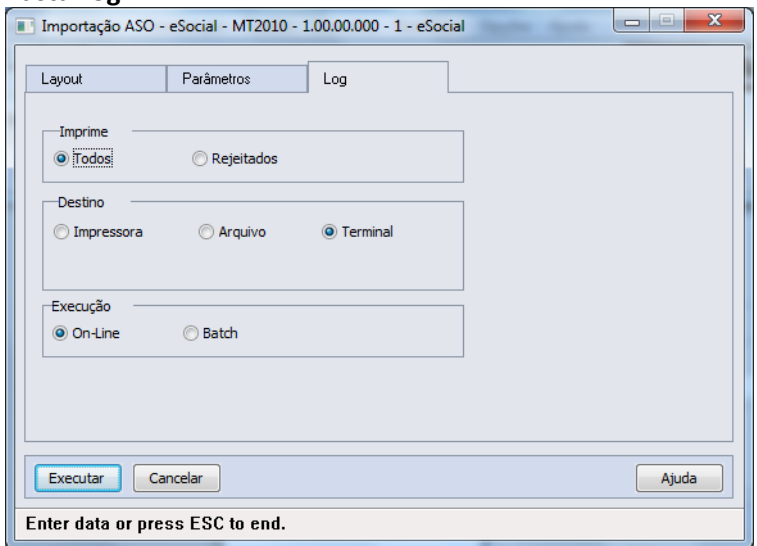 Importação ASO - eSocial - MT2010 - 1.00.00.000 - 1 - eSocial
Layout Parâmetros Log
Imprime
Todos Rejeitados
Destino
Impressora Arquivo Terminal
Execução
On-Line Batch
Executar Cancelar Ajuda
Enter data or press ESC to end.